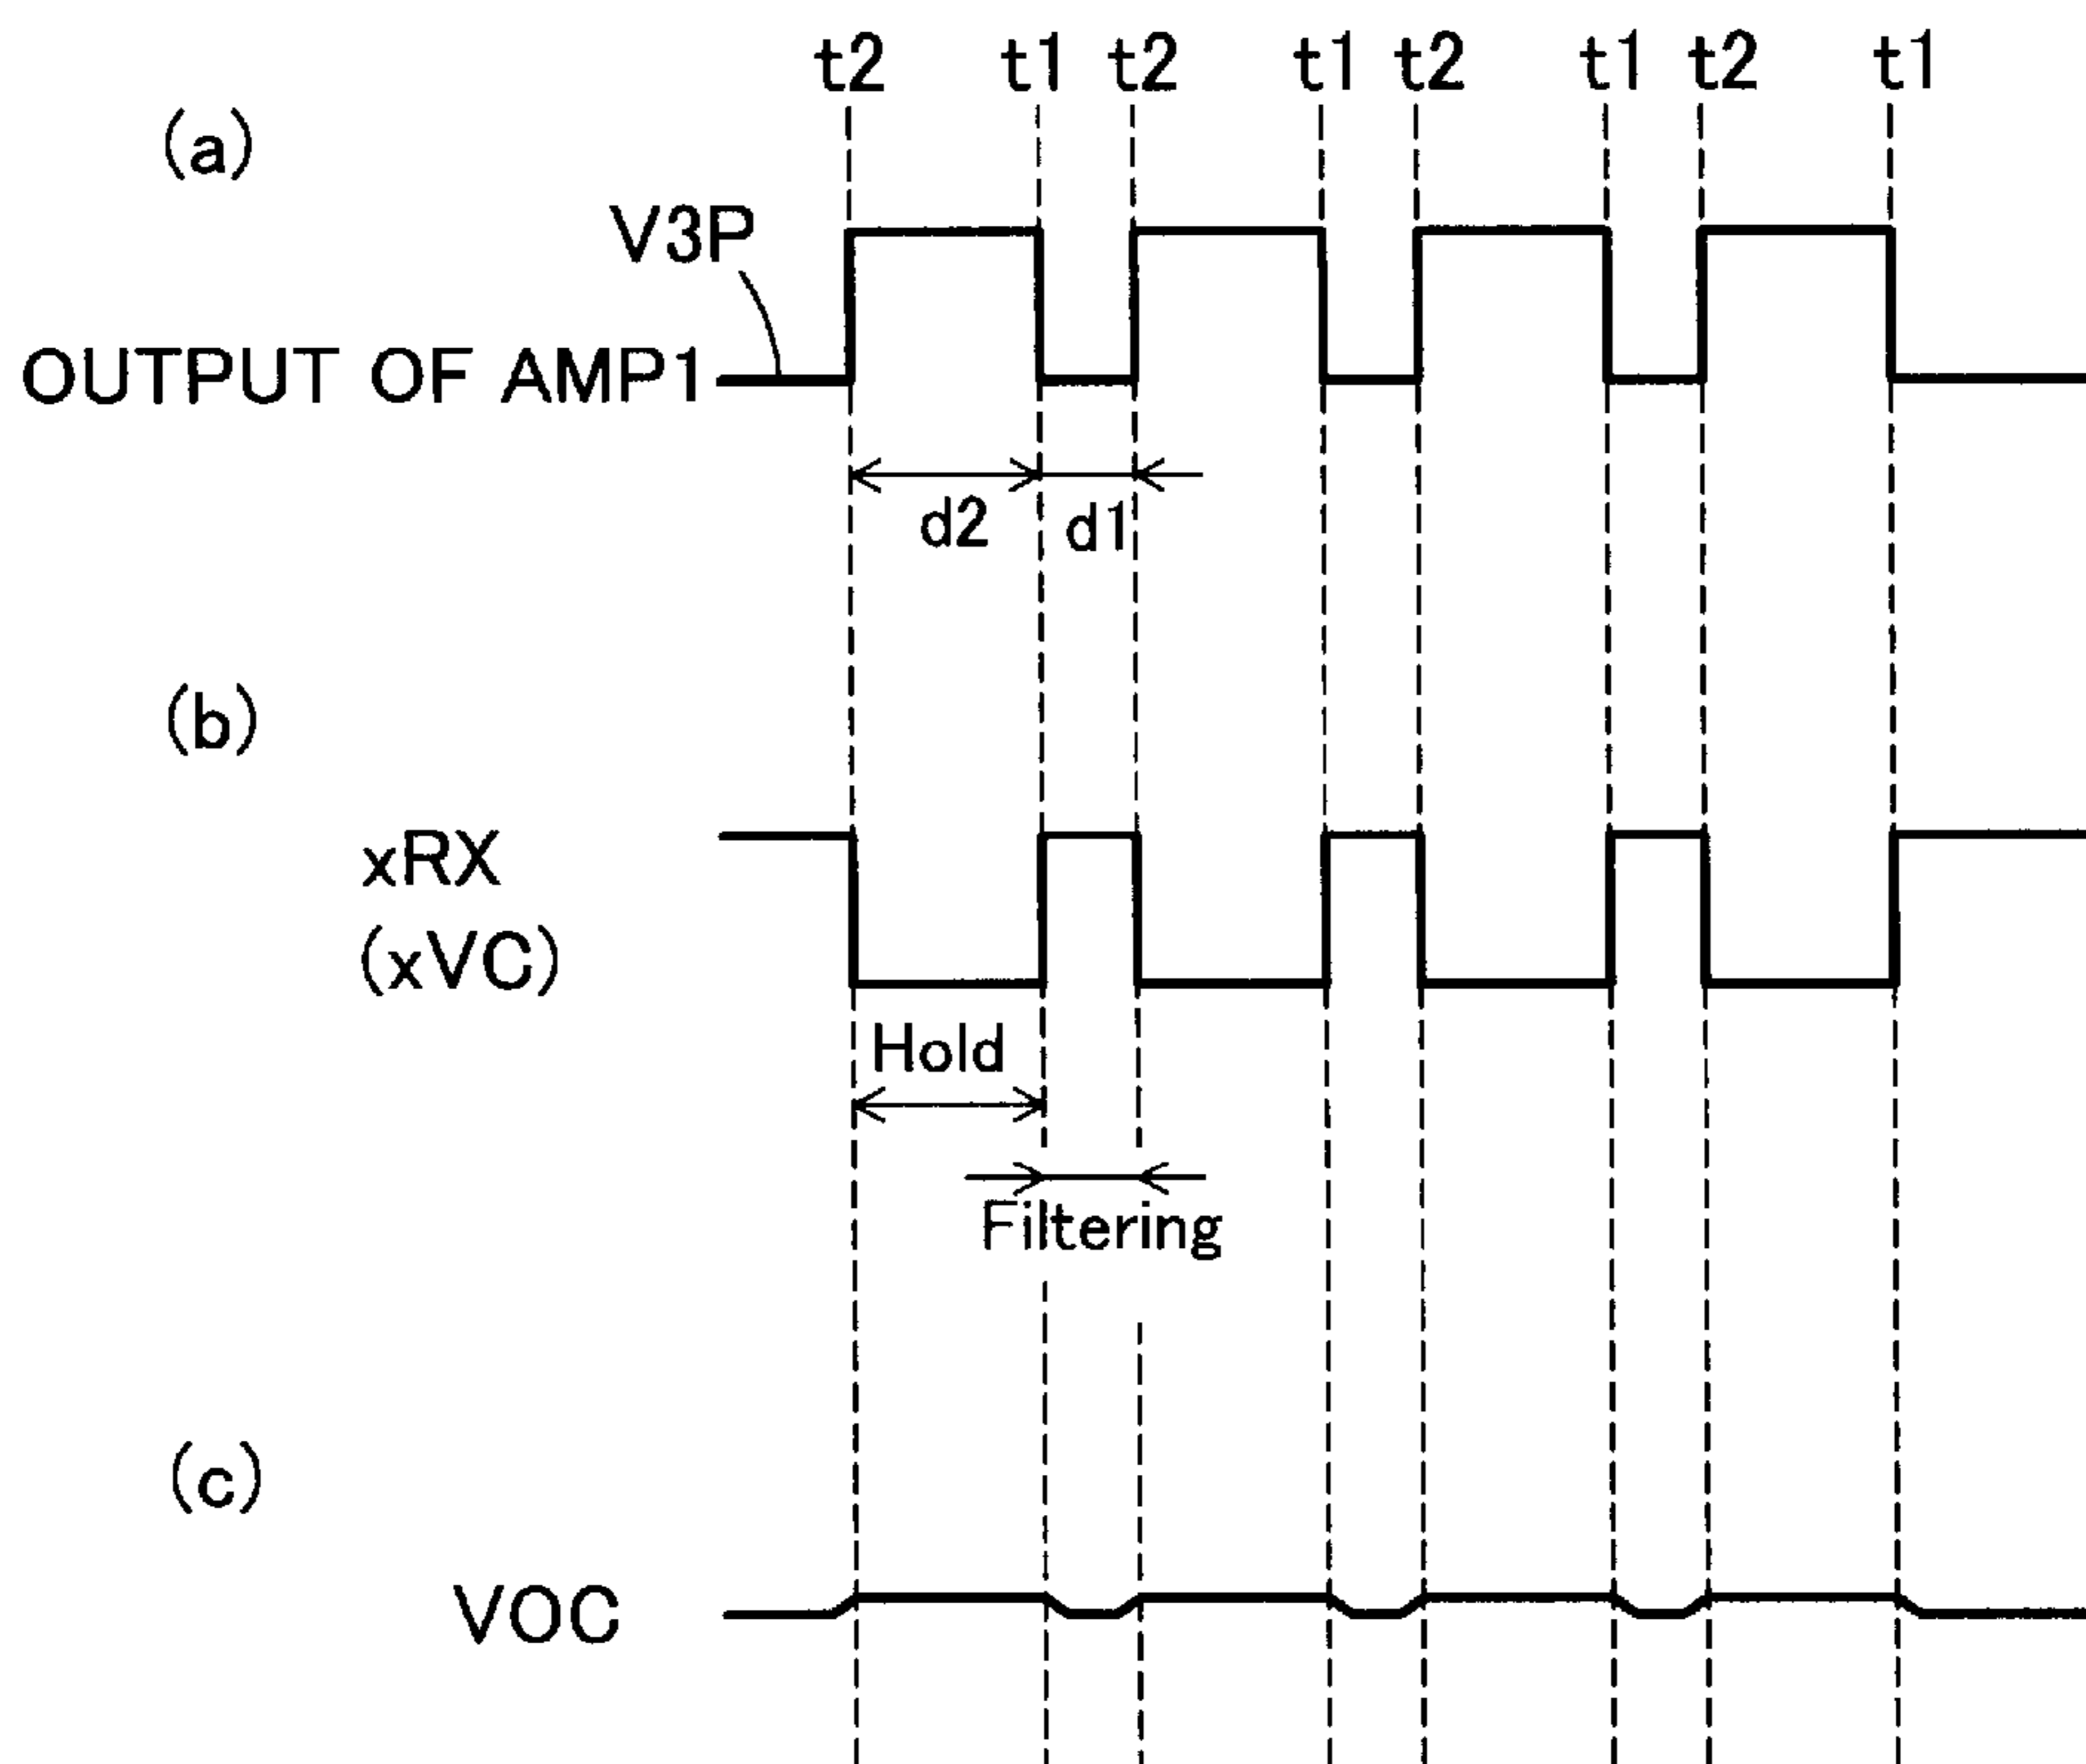 t2 t1 t2 t1 t2 t1 t2 t1
(a)
V3P
OUTPUT OF AMP1
d2 d1
(b)
xRX
(xVC)
Hold
Filtering
(c)
VOC